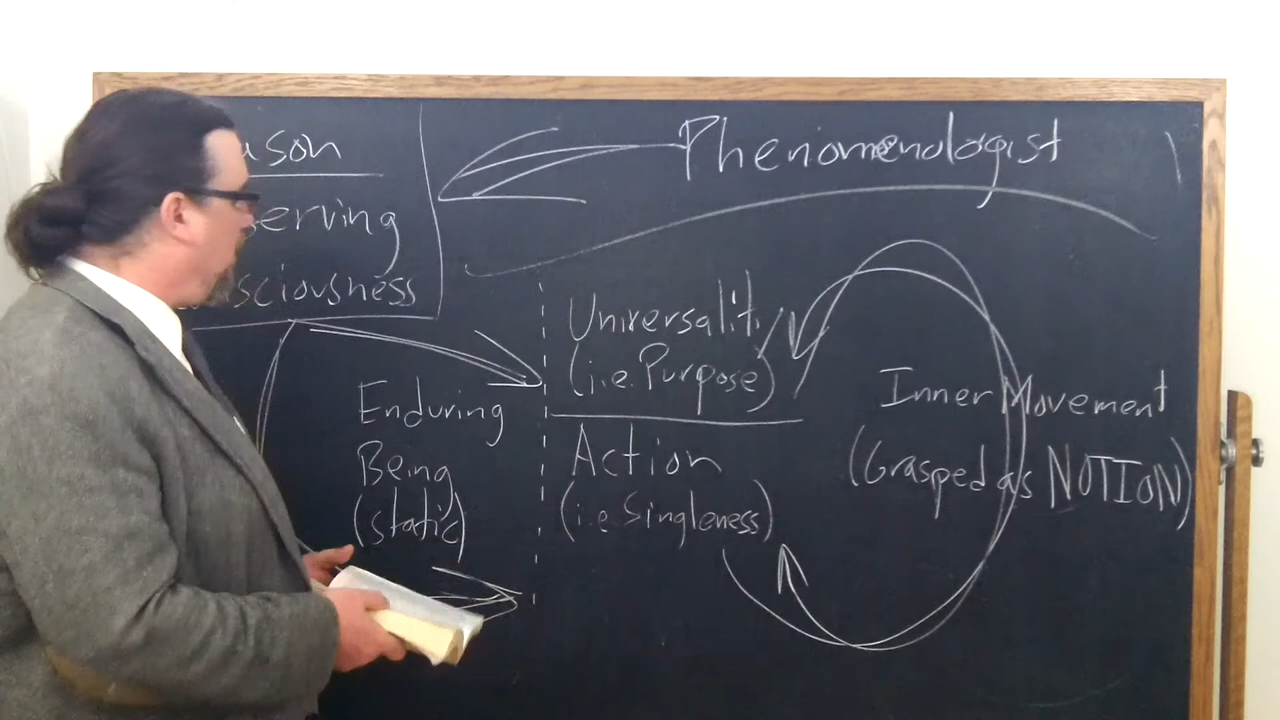 ason
erving
sciousness
Phenomenologist
Enduring
Being
(static)
Universality
(i.e. Purpose)
Action
(i.e. Singleness)
Inner Movement
(Grasped as NOTION)